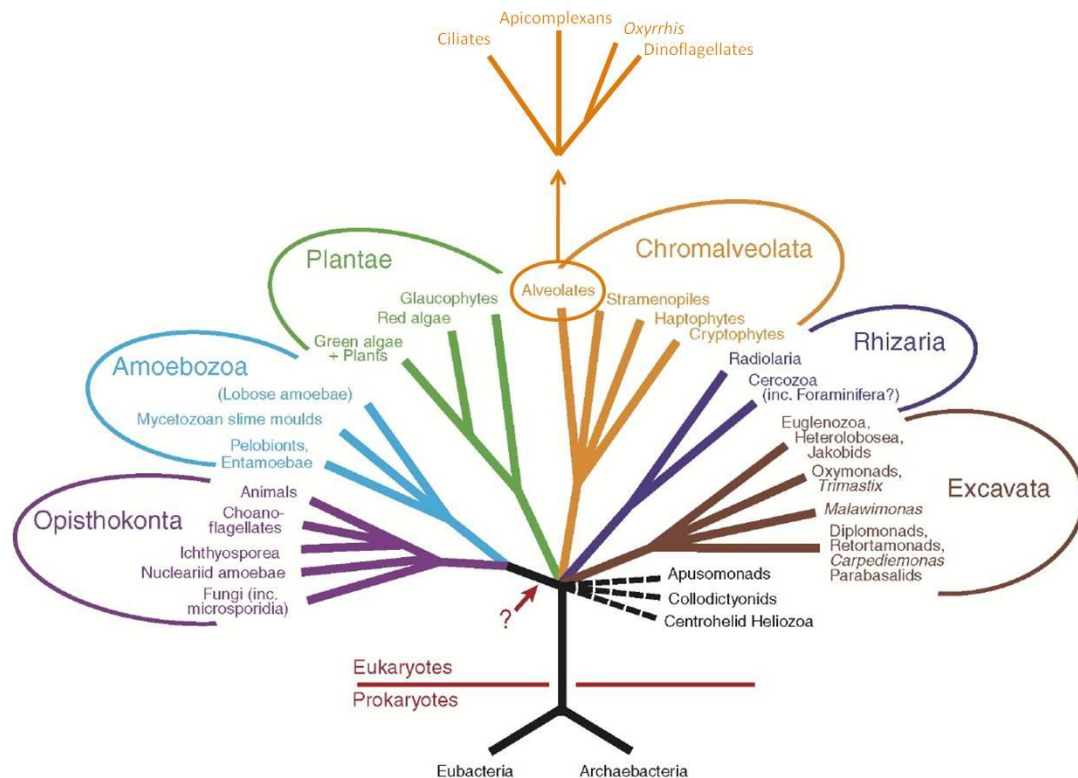 Apicomplexans
Ciliates
Oxyrrhis
Dinoflagellates
Plantae
Chromalveolata
Glaucophytes
Red algae
Green algae
+ Plants
Alveolates
Stramenopiles
Haptophytes
Cryptophytes
Amoebozoa
(Lobose amoebae)
Mycetozoan slime moulds
Pelobionts,
Entamoebae
Rhizaria
Radiolaria
Cercozoa
(inc. Foraminifera?)
Opisthokonta
Animals
Choano-
flagellates
Ichthyosporea
Nucleariid amoebae
Fungi (inc.
microsporidia)
Excavata
Euglenozoa,
Heterolobosea,
Jakobids
Oxymonads,
Trimastix
Malawimonas
Diplomonads,
Retortamonads,
Carpediemonas
Parabasalids
?
Apusomonads
Collodictyonids
Centrohelid Heliozoa
Eukaryotes
Prokaryotes
Eubacteria
Archaebacteria